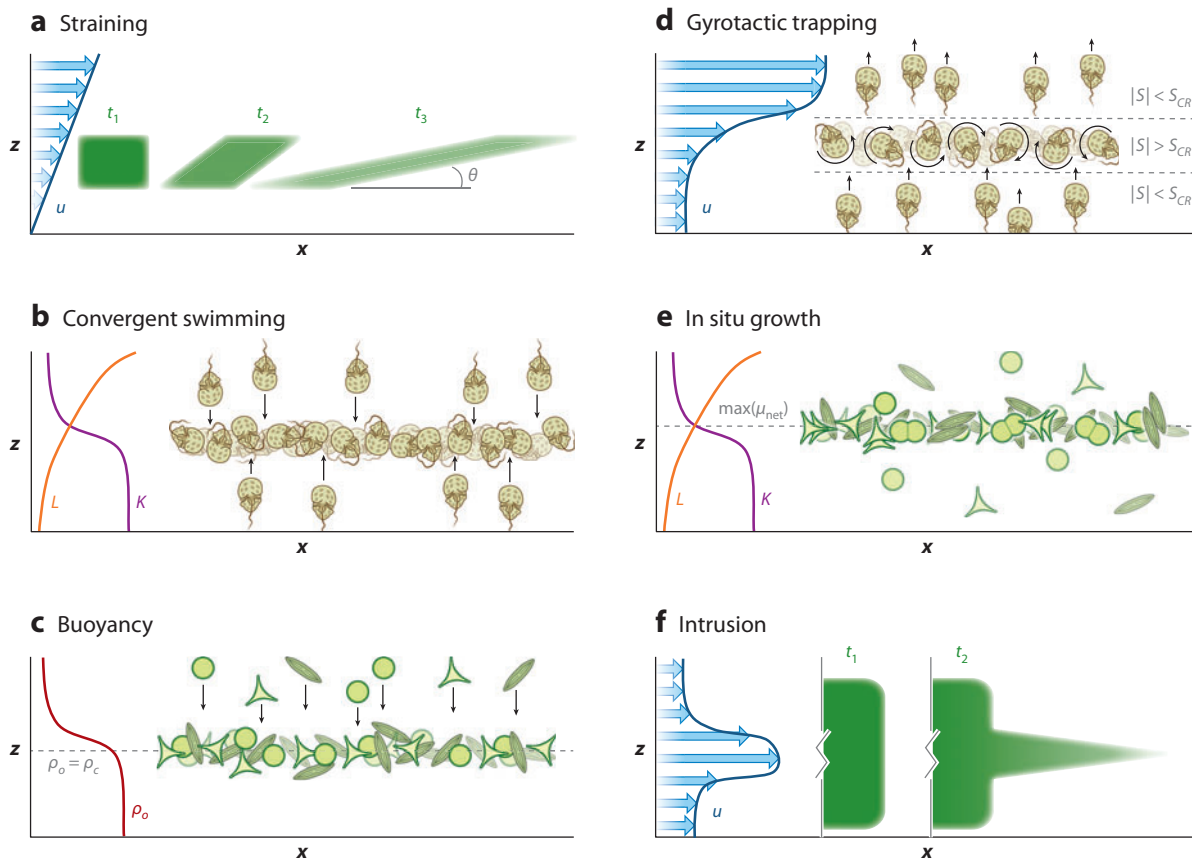 a Straining
t1
t2
t3
z
θ
u
x
b Convergent swimming
z
L
K
x
c Buoyancy
z
ρo = ρc
ρo
x
d Gyrotactic trapping
|S| < SCR
z
|S| > SCR
|S| < SCR
u
x
e In situ growth
max(μnet)
z
L
K
x
f Intrusion
t1
t2
z
u
x